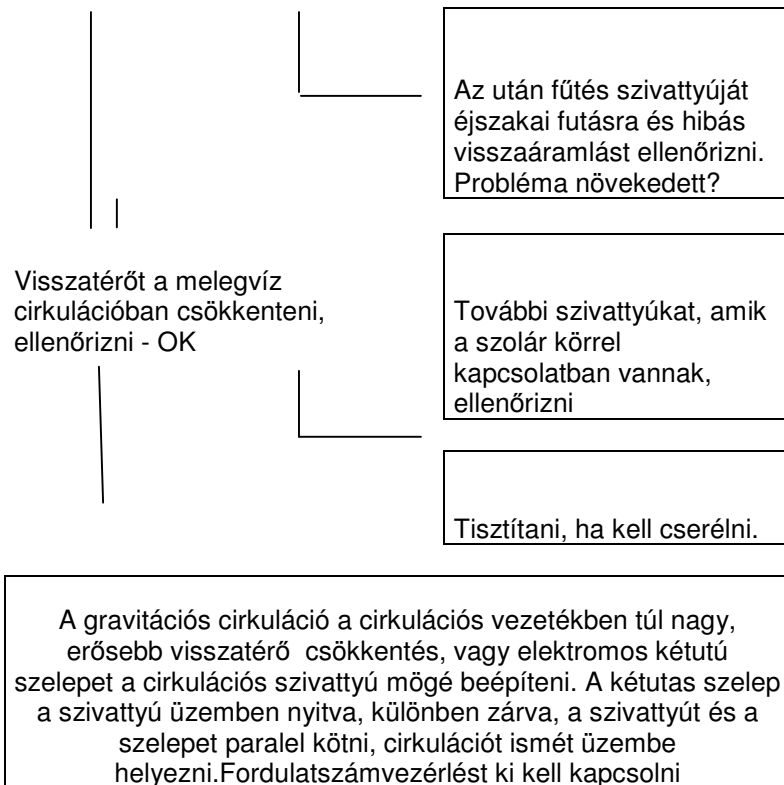 Az után fűtés szivattyúját
éjszakai futásra és hibás
visszaáramlást ellenőrizni.
Probléma növekedett?
Visszatérőt a melegvíz
cirkulációban csökkenteni,
ellenőrizni - OK
További szivattyúkat, amik
a szolár körrel
kapcsolatban vannak,
ellenőrizni
Tisztítani, ha kell cserélni.
A gravitációs cirkuláció a cirkulációs vezetékben túl nagy,
erősebb visszatérő csökkentés, vagy elektromos kétutú
szelepet a cirkulációs szivattyú mögé beépíteni. A kétutas szelep
a szivattyú üzemben nyitva, különben zárva, a szivattyút és a
szelepet paralel kötni, cirkulációt ismét üzembe
helyezni.Fordulatszámvezérlést ki kell kapcsolni